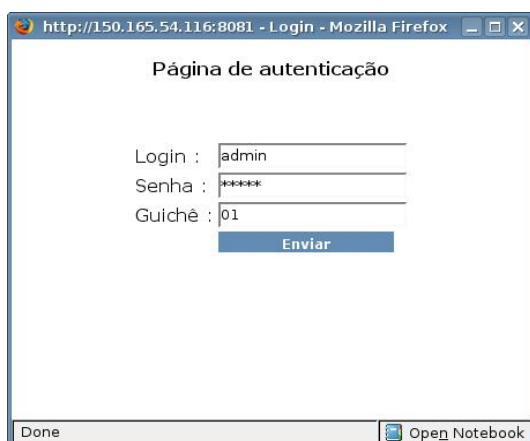 http://150.165.54.116:8081 - Login - Mozilla Firefox
Página de autenticação
Login : admin
Senha : *****
Guichê : 01
Enviar
Done Open Notebook